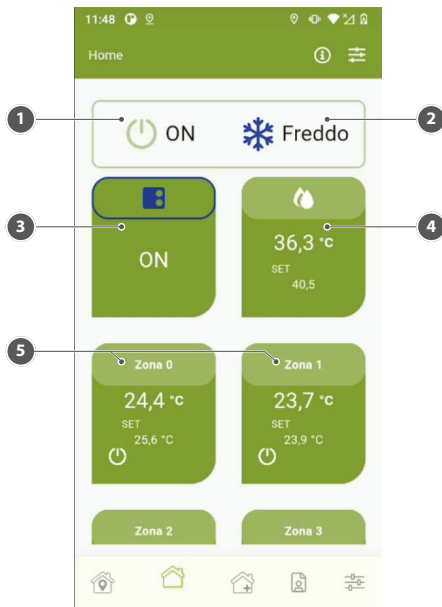 11:48
Home
1
2
ON
Freddo
3
4
ON
36,3 °C
SET
40,5
5
Zona 0
Zona 1
24,4 °C
23,7 °C
SET
SET
25,6 °C
23,9 °C
Zona 2
Zona 3